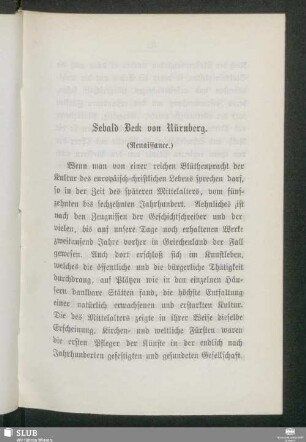 Sebald Beck von Nürnberg.
(Renaissance.)
Wenn man von einer reichen Blüthenpracht der
Kultur des europäisch-christlichen Lebens sprechen darf,
so in der Zeit des späteren Mittelalters, vom fünf-
zehnten bis sechzehnten Jahrhundert. Aehnliches ist
nach den Zeugnissen der Geschichtschreiber und der
vielen, bis auf unsere Tage noch erhaltenen Werke
zweitausend Jahre vorher in Griechenland der Fall
gewesen. Auch dort erschloß sich im Kunstleben,
welches die öffentliche und die bürgerliche Thätigkeit
durchdrang, auf Plätzen wie in den einzelnen Häu-
sern dankbare Stätten fand, die höchste Entfaltung
einer natürlich erwachsenen und erstarkten Kultur.
Die des Mittelalters zeigte in ihrer Weise dieselbe
Erscheinung. Kirchen- und weltliche Fürsten waren
die ersten Pfleger der Künste in der endlich nach
Jahrhunderten gefestigten und gesundeten Gesellschaft.
SLUB
Wir führen Wissen.